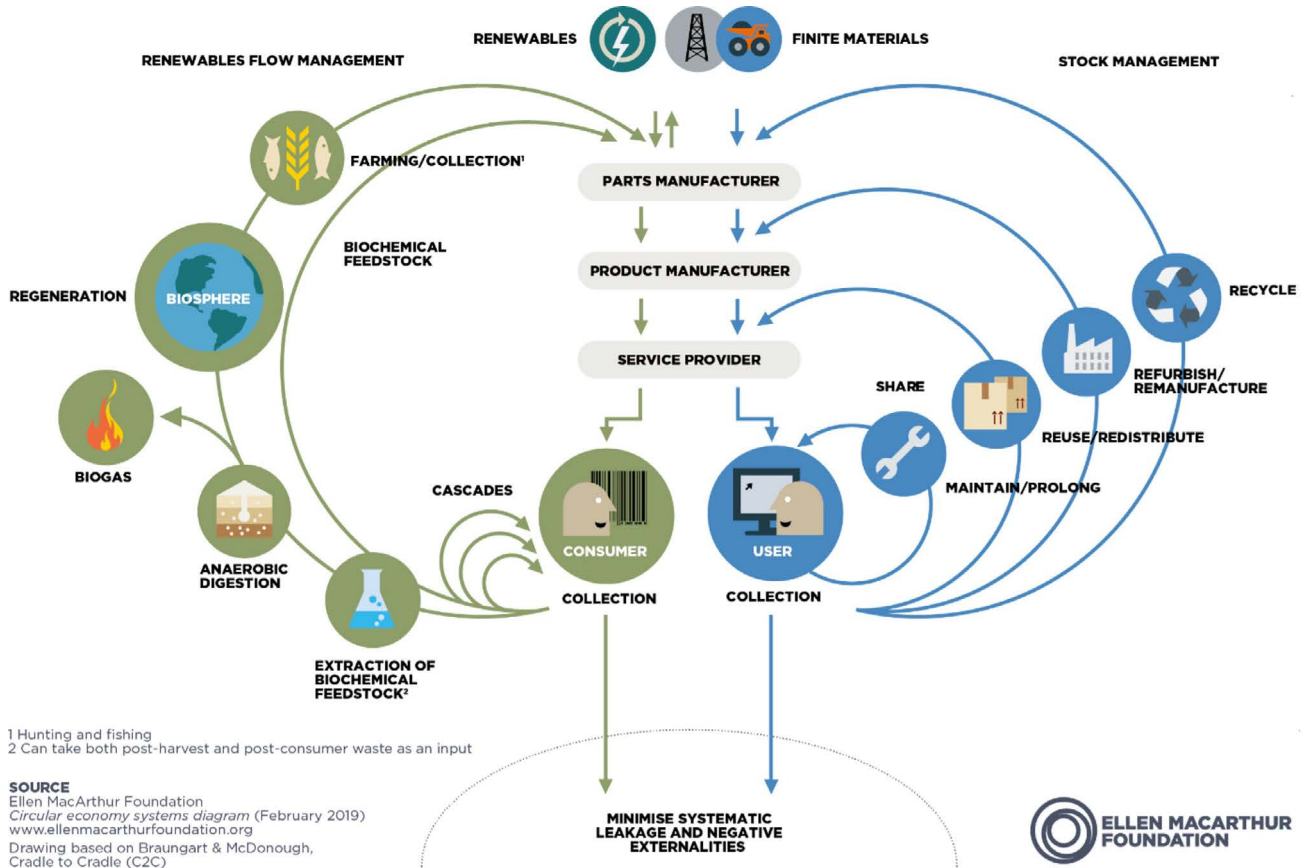 RENEWABLES
FINITE MATERIALS
RENEWABLES FLOW MANAGEMENT
STOCK MANAGEMENT
FARMING/COLLECTION¹
PARTS MANUFACTURER
BIOCHEMICAL
FEEDSTOCK
PRODUCT MANUFACTURER
REGENERATION
BIOSPHERE
RECYCLE
SERVICE PROVIDER
SHARE
REFURBISH/
REMANUFACTURE
REUSE/REDISTRIBUTE
BIOGAS
CASCADES
MAINTAIN/PROLONG
CONSUMER
USER
ANAEROBIC
DIGESTION
COLLECTION
COLLECTION
EXTRACTION OF
BIOCHEMICAL
FEEDSTOCK²
1 Hunting and fishing
2 Can take both post-harvest and post-consumer waste as an input
SOURCE
Ellen MacArthur Foundation
Circular economy systems diagram (February 2019)
www.ellenmacarthurfoundation.org
Drawing based on Braungart & McDonough,
Cradle to Cradle (C2C)
MINIMISE SYSTEMATIC
LEAKAGE AND NEGATIVE
EXTERNALITIES
ELLEN MACARTHUR
FOUNDATION